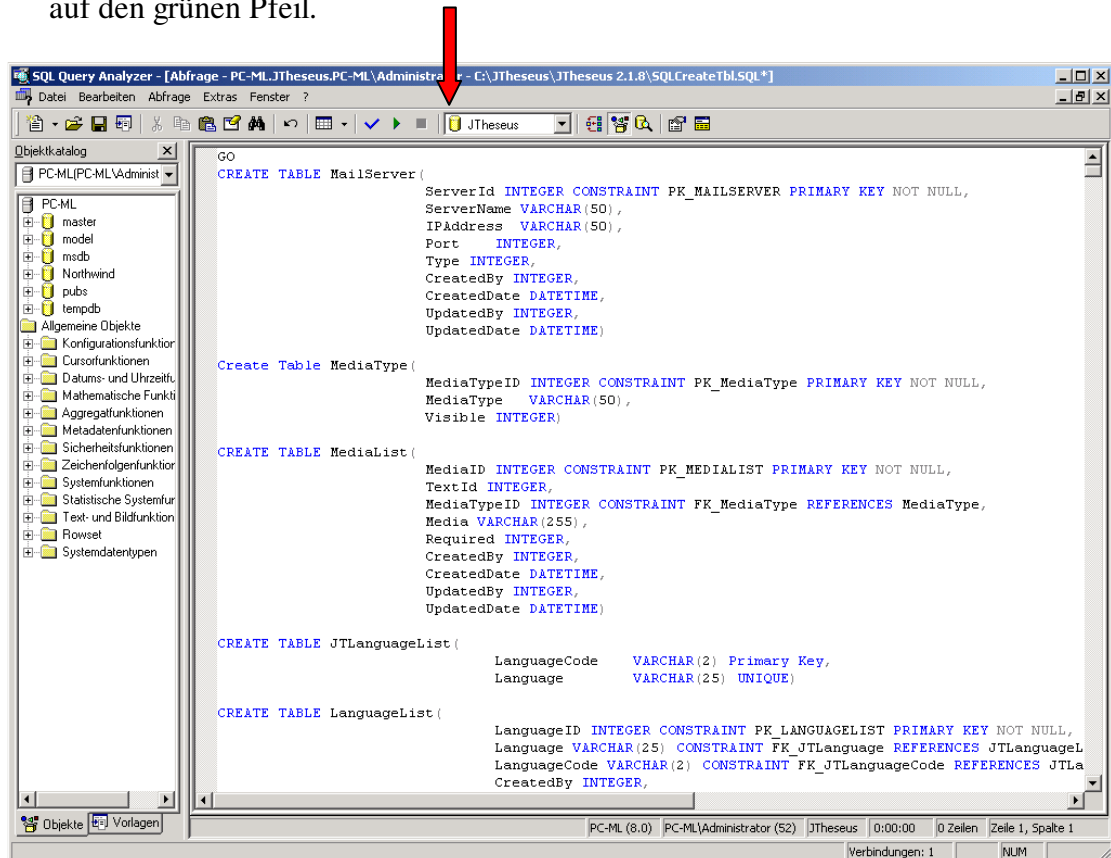 auf den grünen Pfeil.
SQL Query Analyzer - [Abfrage - PC-ML.JTheseus.PC-ML\Administrator - C:\JTheseus\JTheseus 2.1.8\SQLCreateTbl.SQL*]
Datei Bearbeiten Abfrage Extras Fenster ?
JTheseus
Objektkatalog
PC-ML(PC-ML\Administ
PC-ML
master
model
msdb
Northwind
pubs
tempdb
Allgemeine Objekte
Konfigurationsfunktior
Cursorfunktionen
Datums- und Uhrzeitfu
Mathematische Funkti
Aggregatfunktionen
Metadatenfunktionen
Sicherheitsfunktionen
Zeichenfolgenfunktior
Systemfunktionen
Statistische Systemfur
Text- und Bildfunktion
Rowset
Systemdatentypen
Objekte Vorlagen
GO
CREATE TABLE MailServer(
ServerId INTEGER CONSTRAINT PK_MAILSERVER PRIMARY KEY NOT NULL,
ServerName VARCHAR(50),
IPAddress VARCHAR(50),
Port INTEGER,
Type INTEGER,
CreatedBy INTEGER,
CreatedDate DATETIME,
UpdatedBy INTEGER,
UpdatedDate DATETIME)
Create Table MediaType(
MediaTypeID INTEGER CONSTRAINT PK_MediaType PRIMARY KEY NOT NULL,
MediaType VARCHAR(50),
Visible INTEGER)
CREATE TABLE MediaList(
MediaID INTEGER CONSTRAINT PK_MEDIALIST PRIMARY KEY NOT NULL,
TextId INTEGER,
MediaTypeID INTEGER CONSTRAINT FK_MediaType REFERENCES MediaType,
Media VARCHAR(255),
Required INTEGER,
CreatedBy INTEGER,
CreatedDate DATETIME,
UpdatedBy INTEGER,
UpdatedDate DATETIME)
CREATE TABLE JTLanguageList(
LanguageCode VARCHAR(2) Primary Key,
Language VARCHAR(25) UNIQUE)
CREATE TABLE LanguageList(
LanguageID INTEGER CONSTRAINT PK_LANGUAGELIST PRIMARY KEY NOT NULL,
Language VARCHAR(25) CONSTRAINT FK_JTLanguage REFERENCES JTLanguageL
LanguageCode VARCHAR(2) CONSTRAINT FK_JTLanguageCode REFERENCES JTLa
CreatedBy INTEGER,
PC-ML (8.0) PC-ML\Administrator (52) JTheseus 0:00:00 0 Zeilen Zeile 1, Spalte 1
Verbindungen: 1 NUM